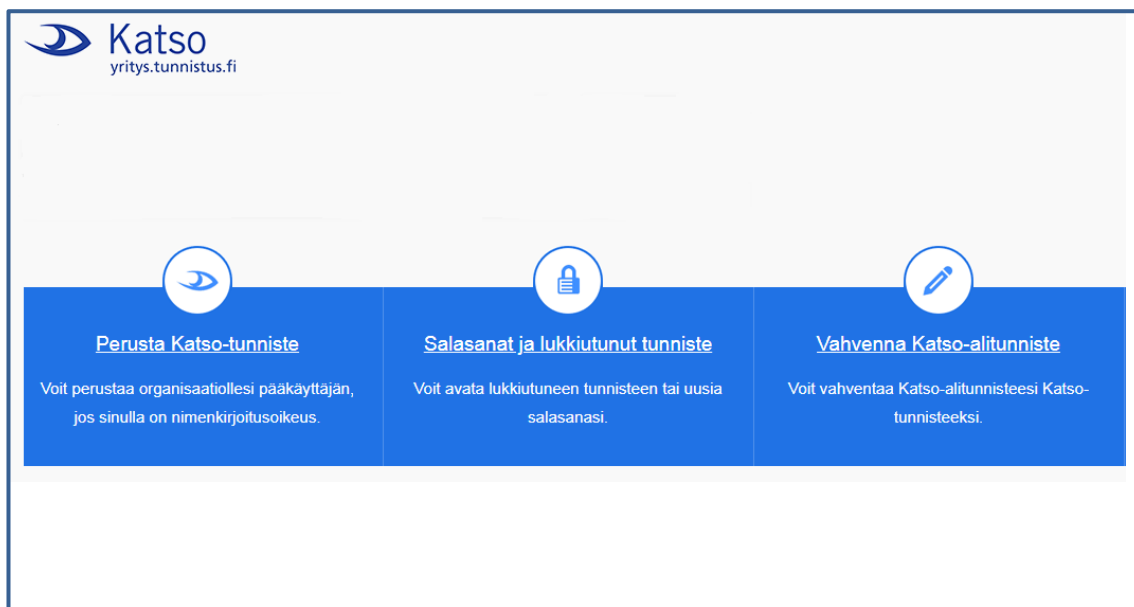 Katso
yritys.tunnistus.fi
Perusta Katso-tunniste
Voit perustaa organisaatiollesi pääkäyttäjän,
jos sinulla on nimenkirjoitusoikeus.
Salasanat ja lukkiutunut tunniste
Voit avata lukkiutuneen tunnisteen tai uusia
salasanasi.
Vahvenna Katso-alitunniste
Voit vahventaa Katso-alitunnisteesi Katso-
tunnisteeksi.